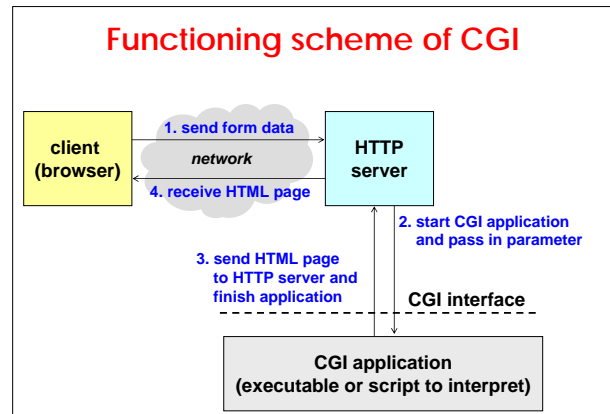 Functioning scheme of CGI
client
(browser)
1. send form data
network
4. receive HTML page
HTTP
server
2. start CGI application
and pass in parameter
3. send HTML page
to HTTP server and
finish application
CGI interface
CGI application
(executable or script to interpret)